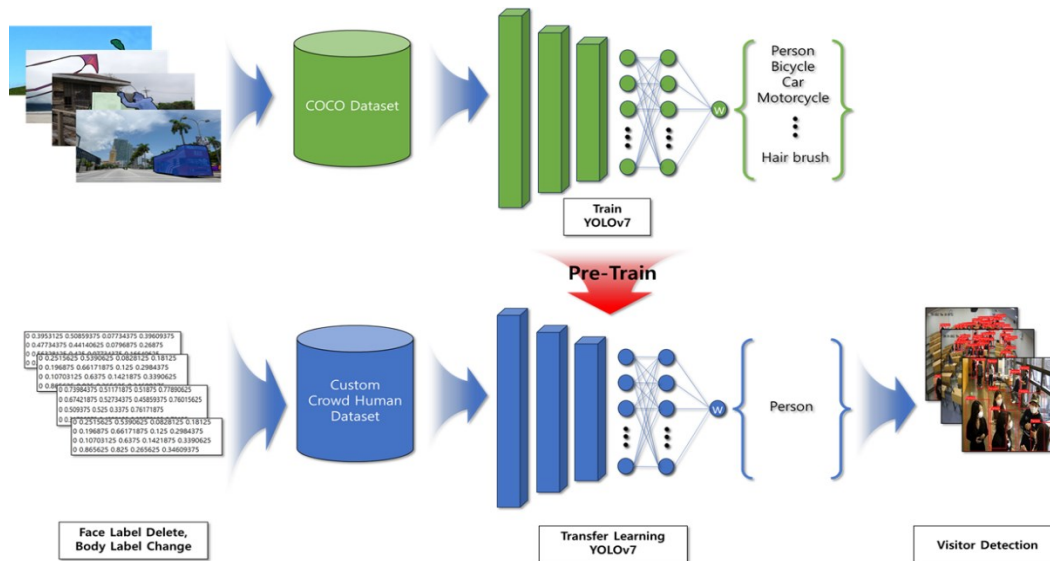 COCO Dataset
W
Person
Bicycle
Car
Motorcycle
Hair brush
Train
YOLOv7
Pre-Train
0 0.3953125 0.50859375 0.07734375 0.39609375
0 0.47734375 0.44140625 0.0796875 0.26875
0 0.2515625 0.5390625 0.0828125 0.18125
0 0.196875 0.66171875 0.125 0.2984375
0 0.10703125 0.6375 0.1421875 0.3390625
0 0.73984375 0.51171875 0.51875 0.77890625
0 0.67421875 0.52734375 0.45859375 0.76015625
0 0.509375 0.525 0.3375 0.76171875
0 0.2515625 0.5390625 0.0828125 0.18125
0 0.196875 0.66171875 0.125 0.2984375
0 0.10703125 0.6375 0.1421875 0.3390625
0 0.865625 0.825 0.265625 0.34609375
Custom
Crowd Human
Dataset
W
Person
Face Label Delete,
Body Label Change
Transfer Learning
YOLOv7
Visitor Detection